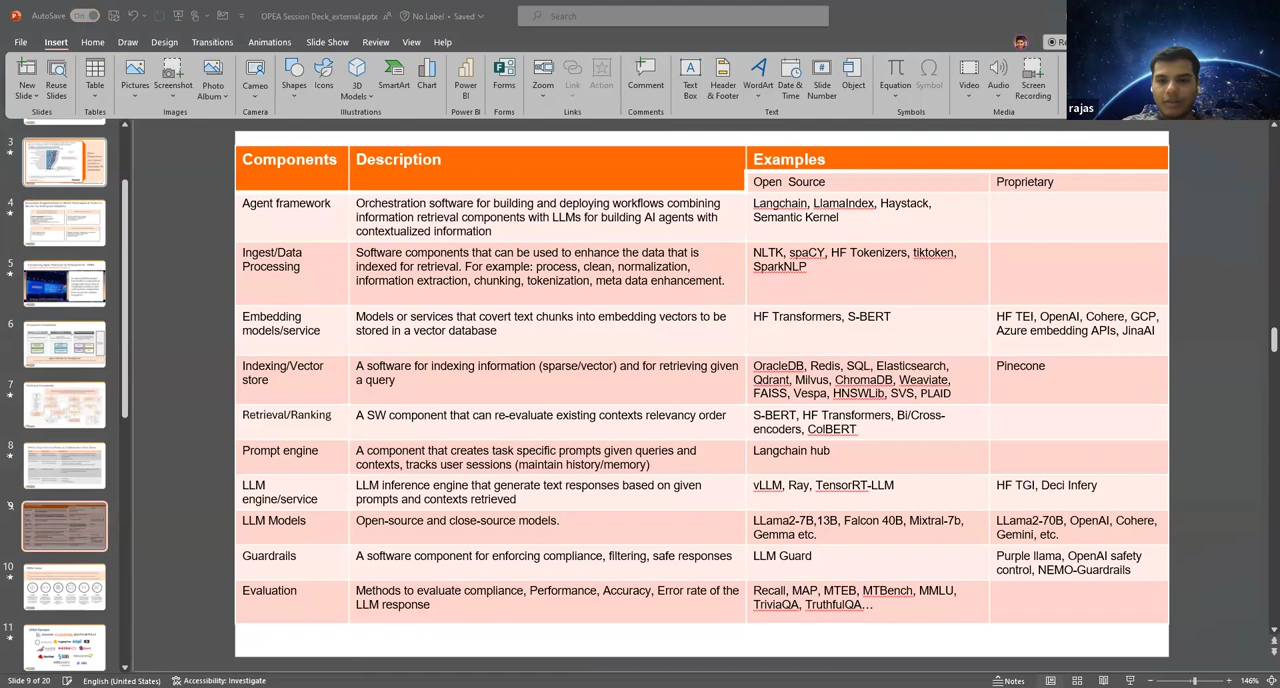 AutoSave On OPEA Session Deck_external.pptx No Label • Saved Search
File Insert Home Draw Design Transitions Animations Slide Show Review View Help
New Slides Reuse Slides Table Pictures Screenshot Photo Album Cameo Shapes Icons 3D Models SmartArt Chart Power BI Forms Zoom Link Action Comment Text Box Header & Footer WordArt Date & Time Slide Number Object Equation Symbol Video Audio Screen Recording
Slides Tables Images Camera Illustrations Power BI Forms Links Comments Text Symbols Media
rajas
3
4
5
6
7
8
9
10
11
Components Description Examples
Open Source Proprietary
Agent framework Orchestration software for building and deploying workflows combining Langchain, LlamaIndex, Haystack,
information retrieval components with LLMs for building AI agents with Semantic Kernel
contextualized information
Ingest/Data Software components that can be used to enhance the data that is NLTK, spaCY, HF Tokenizers, tiktoken,
Processing indexed for retrieval. For example: process, clean, normalization, SparkNLP
information extraction, chunking, tokenization, meta data enhancement.
Embedding Models or services that covert text chunks into embedding vectors to be HF Transformers, S-BERT HF TEI, OpenAI, Cohere, GCP,
models/service stored in a vector database Azure embedding APIs, JinaAI
Indexing/Vector A software for indexing information (sparse/vector) and for retrieving given OracleDB, Redis, SQL, Elasticsearch, Pinecone
store a query Qdrant, Milvus, ChromaDB, Weaviate,
FAISS, Vespa, HNSWLib, SVS, PLAID
Retrieval/Ranking A SW component that can re-evaluate existing contexts relevancy order S-BERT, HF Transformers, Bi/Cross-
encoders, ColBERT
Prompt engine A component that creates task specific prompts given queries and Langchain hub
contexts, tracks user sessions (maintain history/memory)
LLM LLM inference engine that generate text responses based on given vLLM, Ray, TensorRT-LLM HF TGI, Deci Infery
engine/service prompts and contexts retrieved
LLM Models Open-source and close-source models. LLama2-7B,13B, Falcon 40B, Mixtral-7b, LLama2-70B, OpenAI, Cohere,
Gemma etc. Gemini, etc.
Guardrails A software component for enforcing compliance, filtering, safe responses LLM Guard Purple llama, OpenAI safety
control, NEMO-Guardrails
Evaluation Methods to evaluate compliance, Performance, Accuracy, Error rate of the Recall, MAP, MTEB, MTBench, MMLU,
LLM response TriviaQA, TruthfulQA…
Slide 9 of 20 English (United States) Accessibility: Investigate Notes 146%